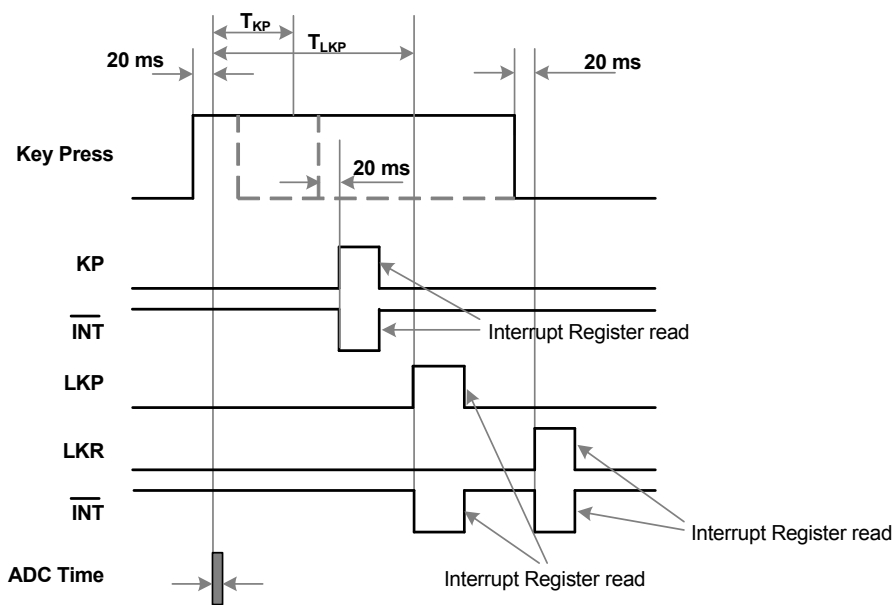 T_KP
T_LKP
20 ms
20 ms
Key Press
20 ms
KP
INT
Interrupt Register read
LKP
LKR
INT
Interrupt Register read
Interrupt Register read
ADC Time